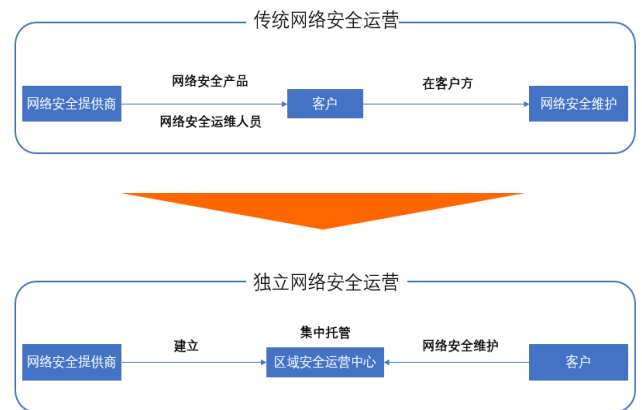 传统网络安全运营
网络安全产品
在客户方
网络安全提供商
客户
网络安全维护
网络安全运维人员
独立网络安全运营
集中托管
建立
网络安全维护
网络安全提供商
区域安全运营中心
客户